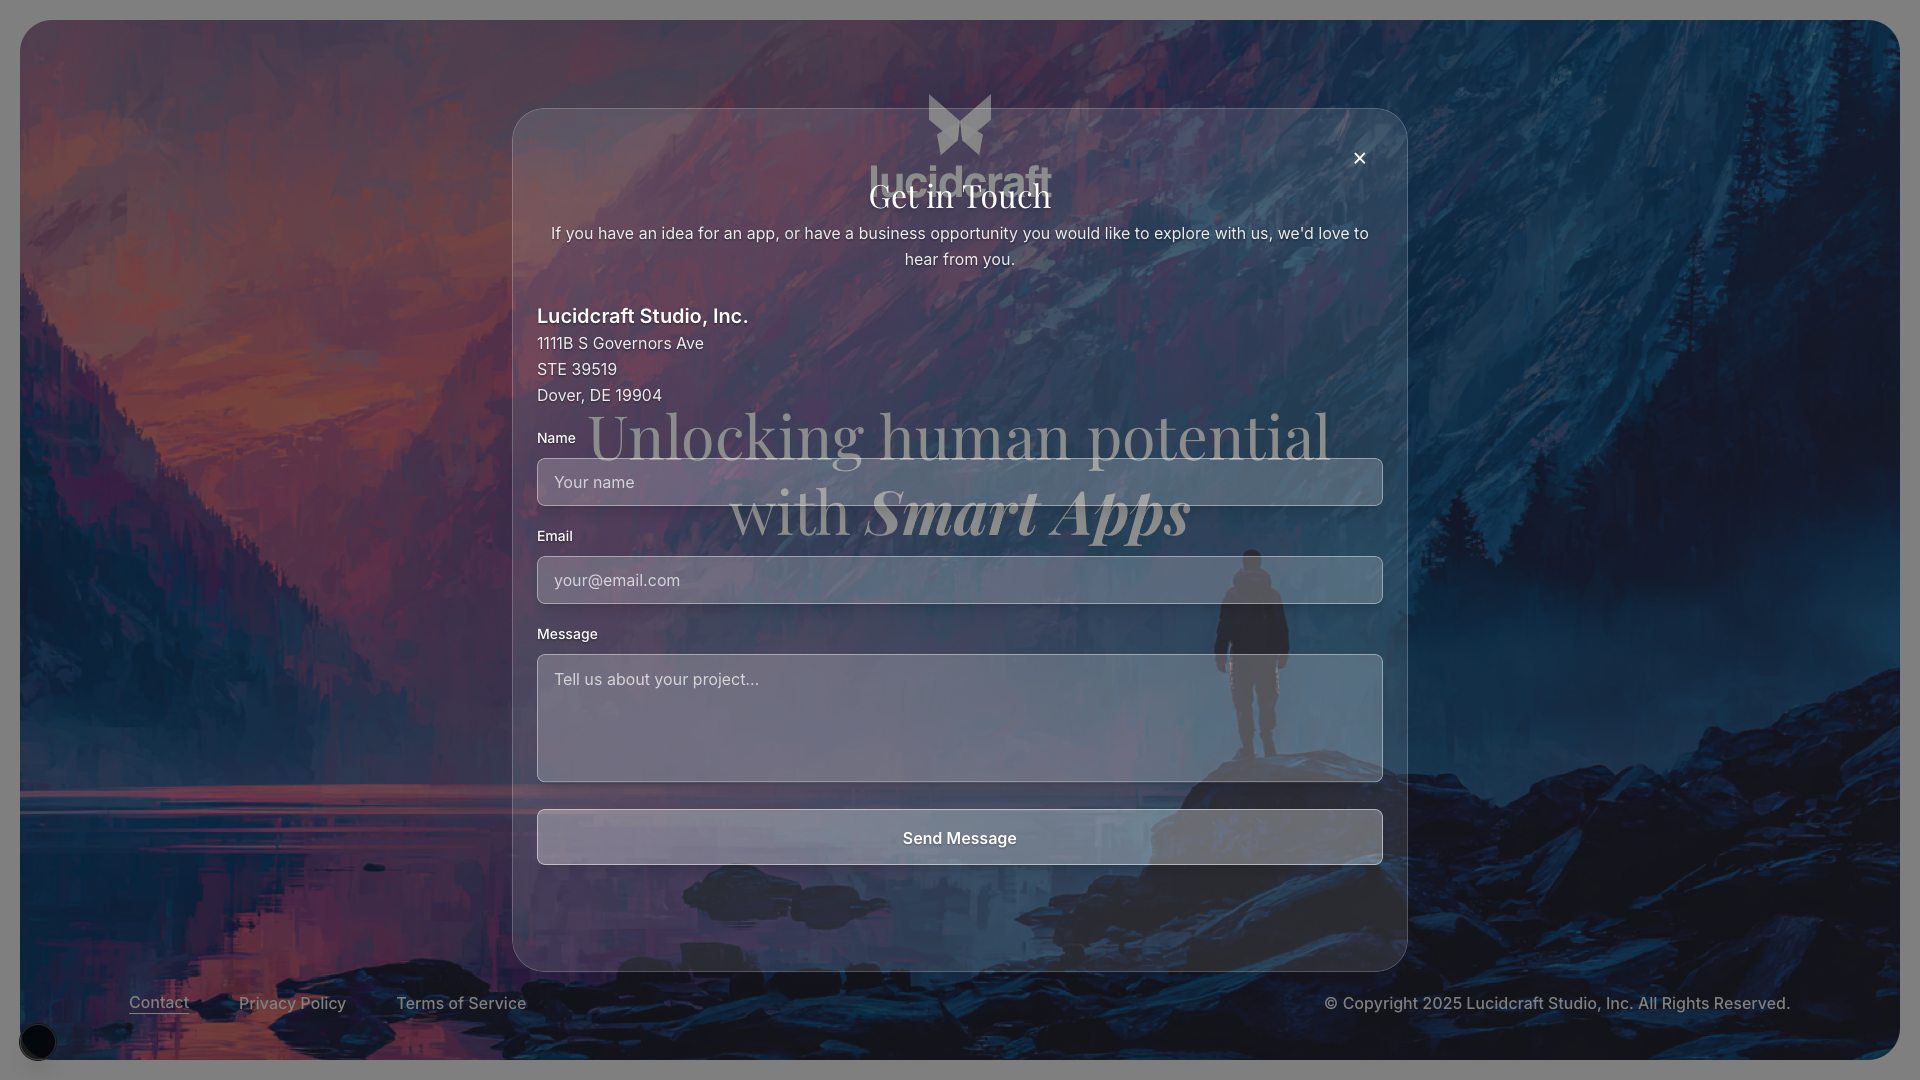 lucidcraft
×
Get in Touch
If you have an idea for an app, or have a business opportunity you would like to explore with us, we'd love to
hear from you.
Lucidcraft Studio, Inc.
1111B S Governors Ave
STE 39519
Dover, DE 19904
Unlocking human potential
with Smart Apps
Name
Your name
Email
your@email.com
Message
Tell us about your project...
Send Message
Contact
Privacy Policy
Terms of Service
© Copyright 2025 Lucidcraft Studio, Inc. All Rights Reserved.